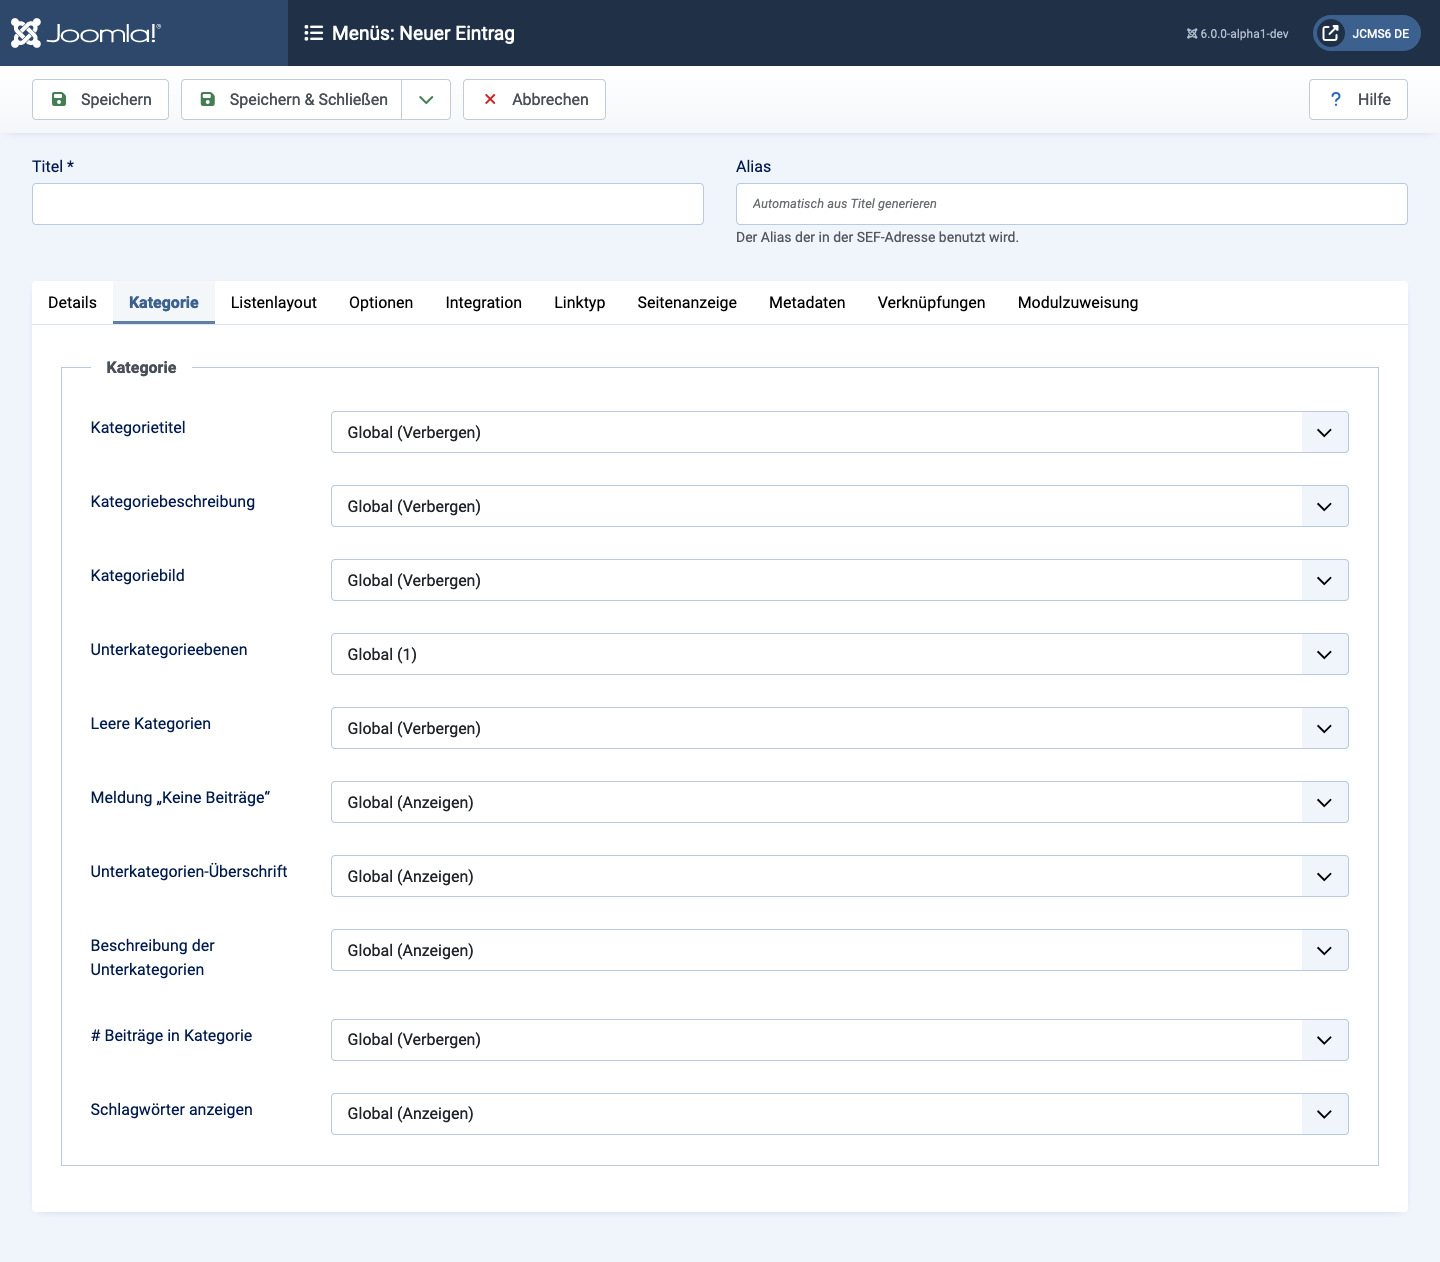 Joomla!®
Menüs: Neuer Eintrag
6.0.0-alpha1-dev
JCMS6 DE
Speichern
Speichern & Schließen
Abbrechen
? Hilfe
Titel *
Alias
Automatisch aus Titel generieren
Der Alias der in der SEF-Adresse benutzt wird.
Details Kategorie Listenlayout Optionen Integration Linktyp Seitenanzeige Metadaten Verknüpfungen Modulzuweisung
Kategorie
Kategorietitel
Global (Verbergen)
Kategoriebeschreibung
Global (Verbergen)
Kategoriebild
Global (Verbergen)
Unterkategorieebenen
Global (1)
Leere Kategorien
Global (Verbergen)
Meldung „Keine Beiträge“
Global (Anzeigen)
Unterkategorien-Überschrift
Global (Anzeigen)
Beschreibung der
Unterkategorien
Global (Anzeigen)
# Beiträge in Kategorie
Global (Verbergen)
Schlagwörter anzeigen
Global (Anzeigen)